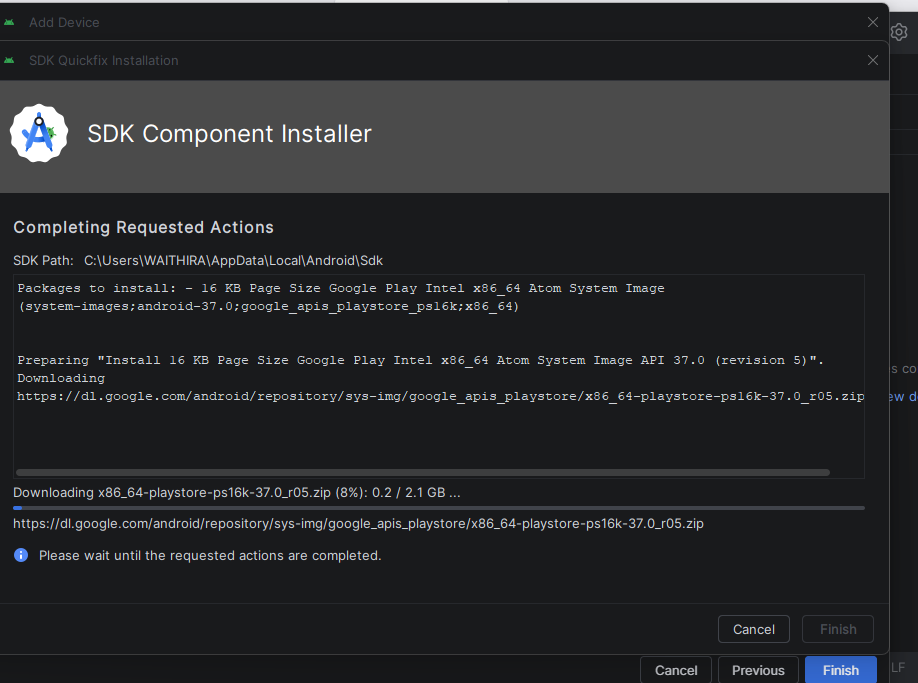 Add Device
SDK Quickfix Installation
SDK Component Installer
Completing Requested Actions
SDK Path: C:\Users\WAITHIRA\AppData\Local\Android\Sdk
Packages to install: - 16 KB Page Size Google Play Intel x86_64 Atom System Image
(system-images;android-37.0;google_apis_playstore_ps16k;x86_64)
Preparing "Install 16 KB Page Size Google Play Intel x86_64 Atom System Image API 37.0 (revision 5)".
Downloading
https://dl.google.com/android/repository/sys-img/google_apis_playstore/x86_64-playstore-ps16k-37.0_r05.zip
Downloading x86_64-playstore-ps16k-37.0_r05.zip (8%): 0.2 / 2.1 GB ...
https://dl.google.com/android/repository/sys-img/google_apis_playstore/x86_64-playstore-ps16k-37.0_r05.zip
Please wait until the requested actions are completed.
Cancel Finish
Cancel Previous Finish
LF